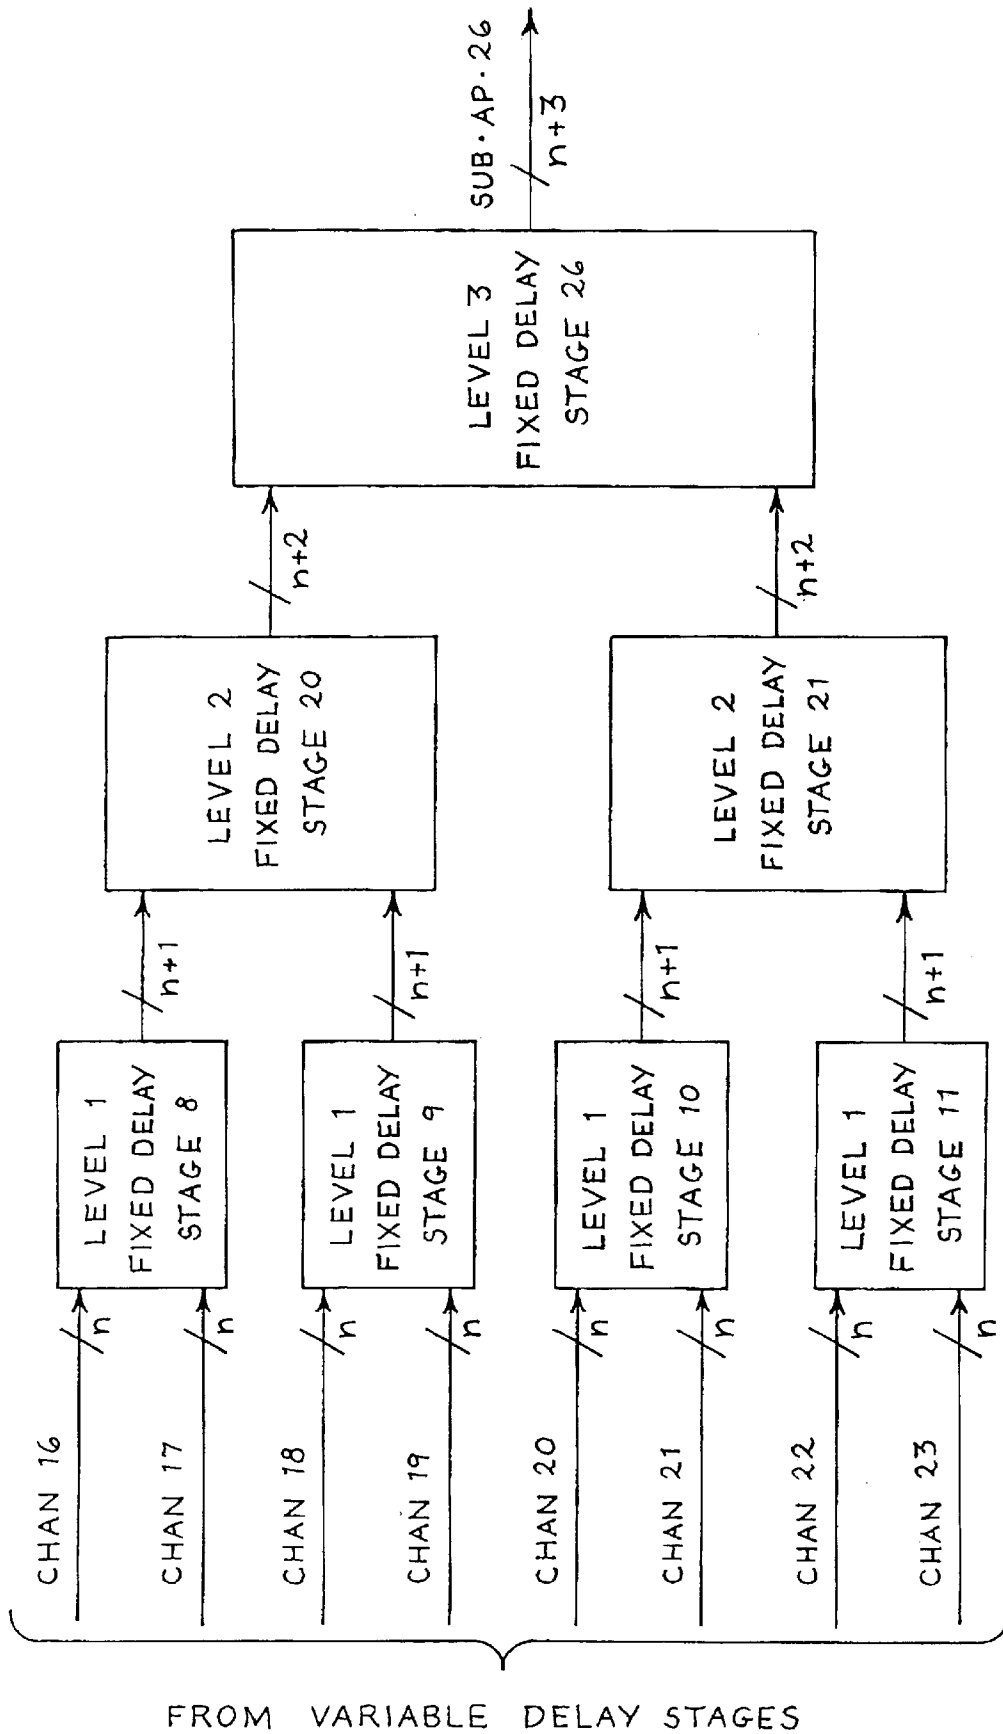 FROM VARIABLE DELAY STAGES
CHAN 16
n
CHAN 17
n
CHAN 18
n
CHAN 19
n
CHAN 20
n
CHAN 21
n
CHAN 22
n
CHAN 23
n
LEVEL 1
FIXED DELAY
STAGE 8
n+1
LEVEL 1
FIXED DELAY
STAGE 9
n+1
LEVEL 1
FIXED DELAY
STAGE 10
n+1
LEVEL 1
FIXED DELAY
STAGE 11
n+1
LEVEL 2
FIXED DELAY
STAGE 20
n+2
LEVEL 2
FIXED DELAY
STAGE 21
n+2
LEVEL 3
FIXED DELAY
STAGE 26
SUB·AP·26
n+3